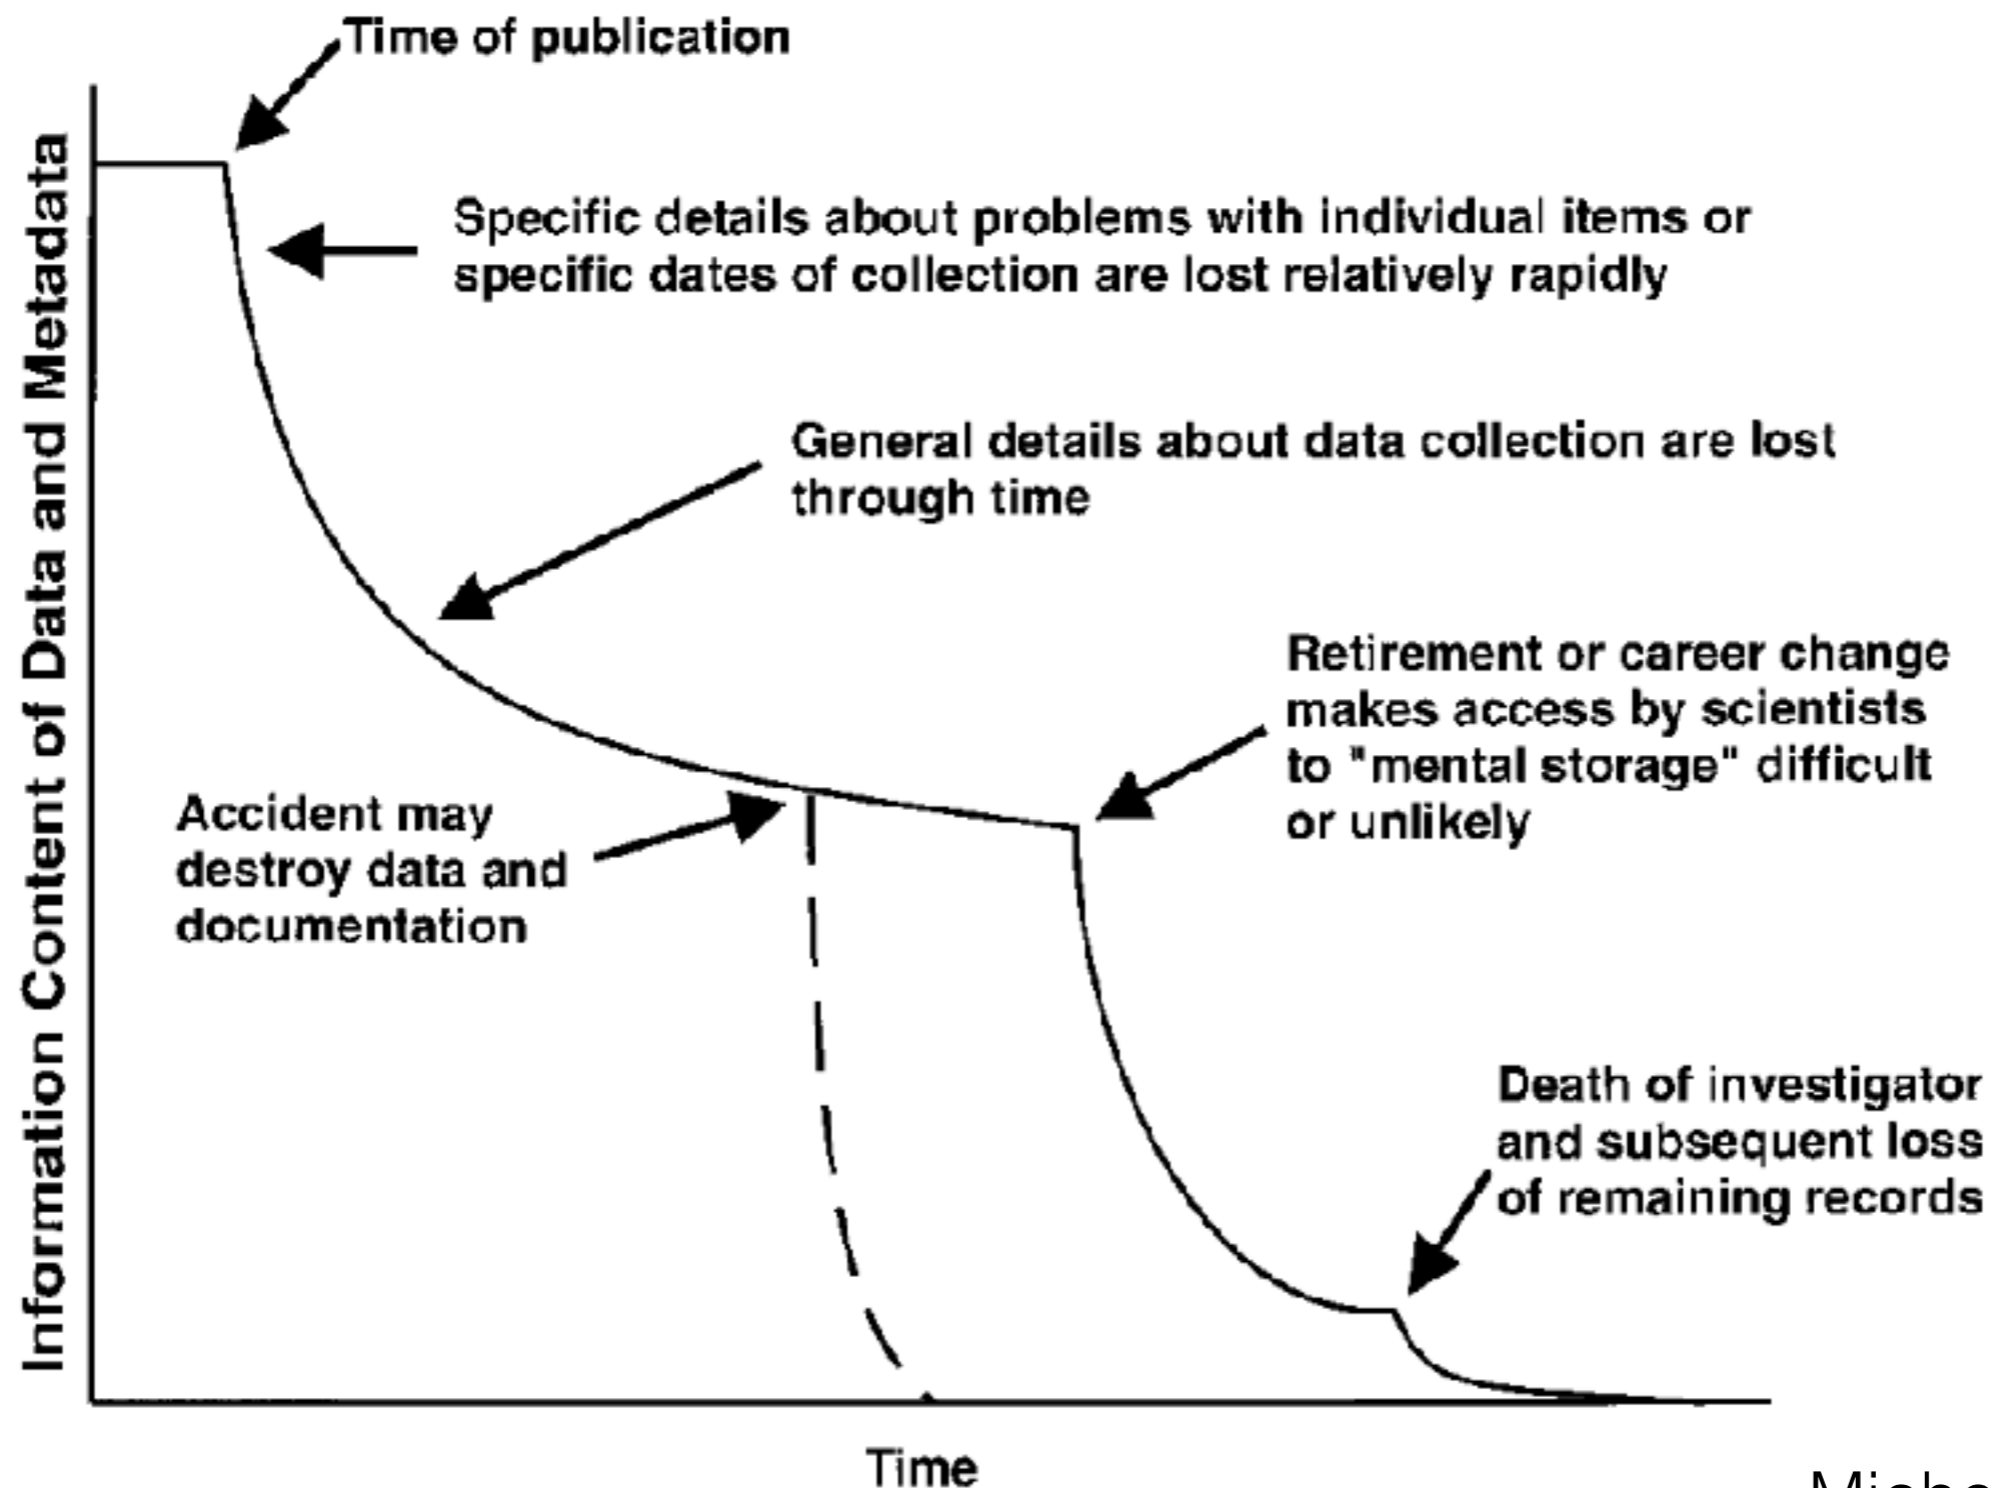 Time of publication
Specific details about problems with individual items or
specific dates of collection are lost relatively rapidly
General details about data collection are lost
through time
Retirement or career change
makes access by scientists
to "mental storage" difficult
or unlikely
Accident may
destroy data and
documentation
Death of investigator
and subsequent loss
of remaining records
Information Content of Data and Metadata
Time